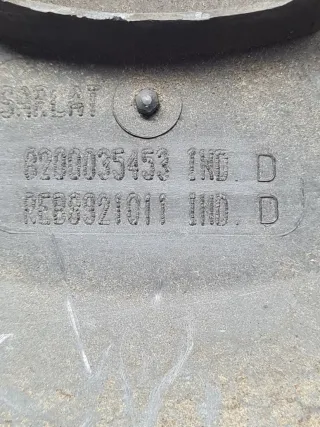 SARLAT
8200035453 IND. D
REB8921011 IND. D